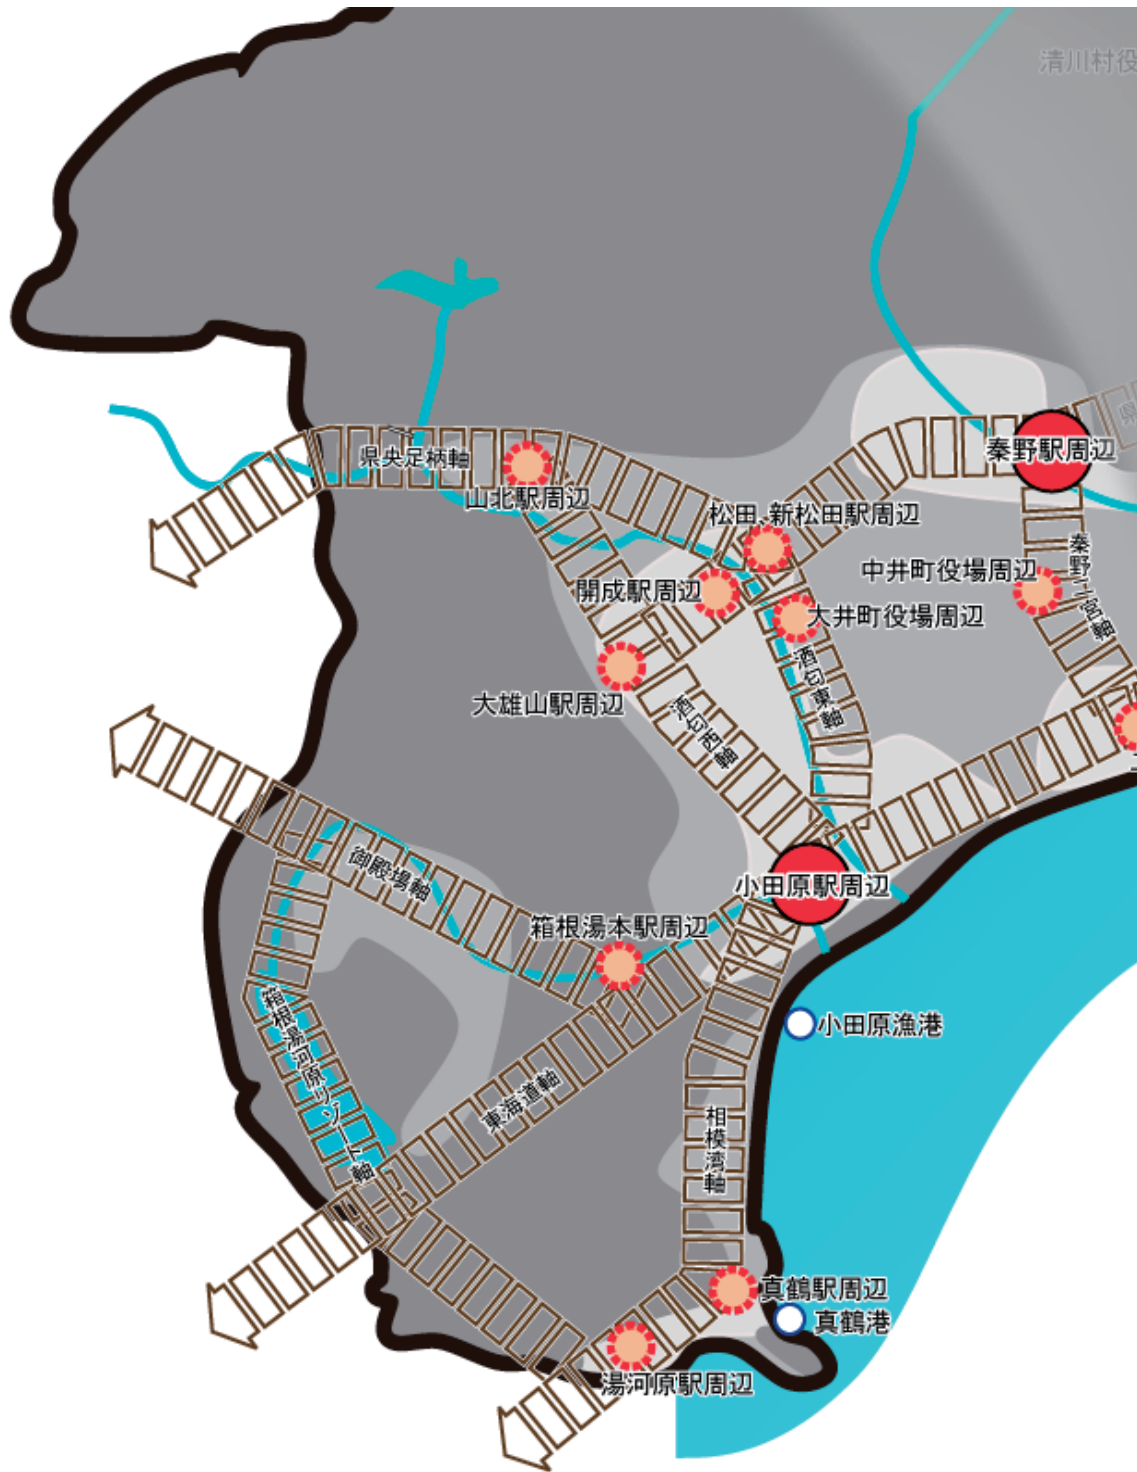 清川村役
県央足柄軸
山北駅周辺
秦野駅周辺
県
松田・新松田駅周辺
開成駅周辺
大井町役場周辺
中井町役場周辺
秦野二宮軸
大雄山駅周辺
酒匂西軸
酒匂東軸
御殿場軸
小田原駅周辺
箱根湯本駅周辺
小田原漁港
箱根湯河原リゾート軸
東海道軸
相模湾軸
真鶴駅周辺
真鶴港
湯河原駅周辺